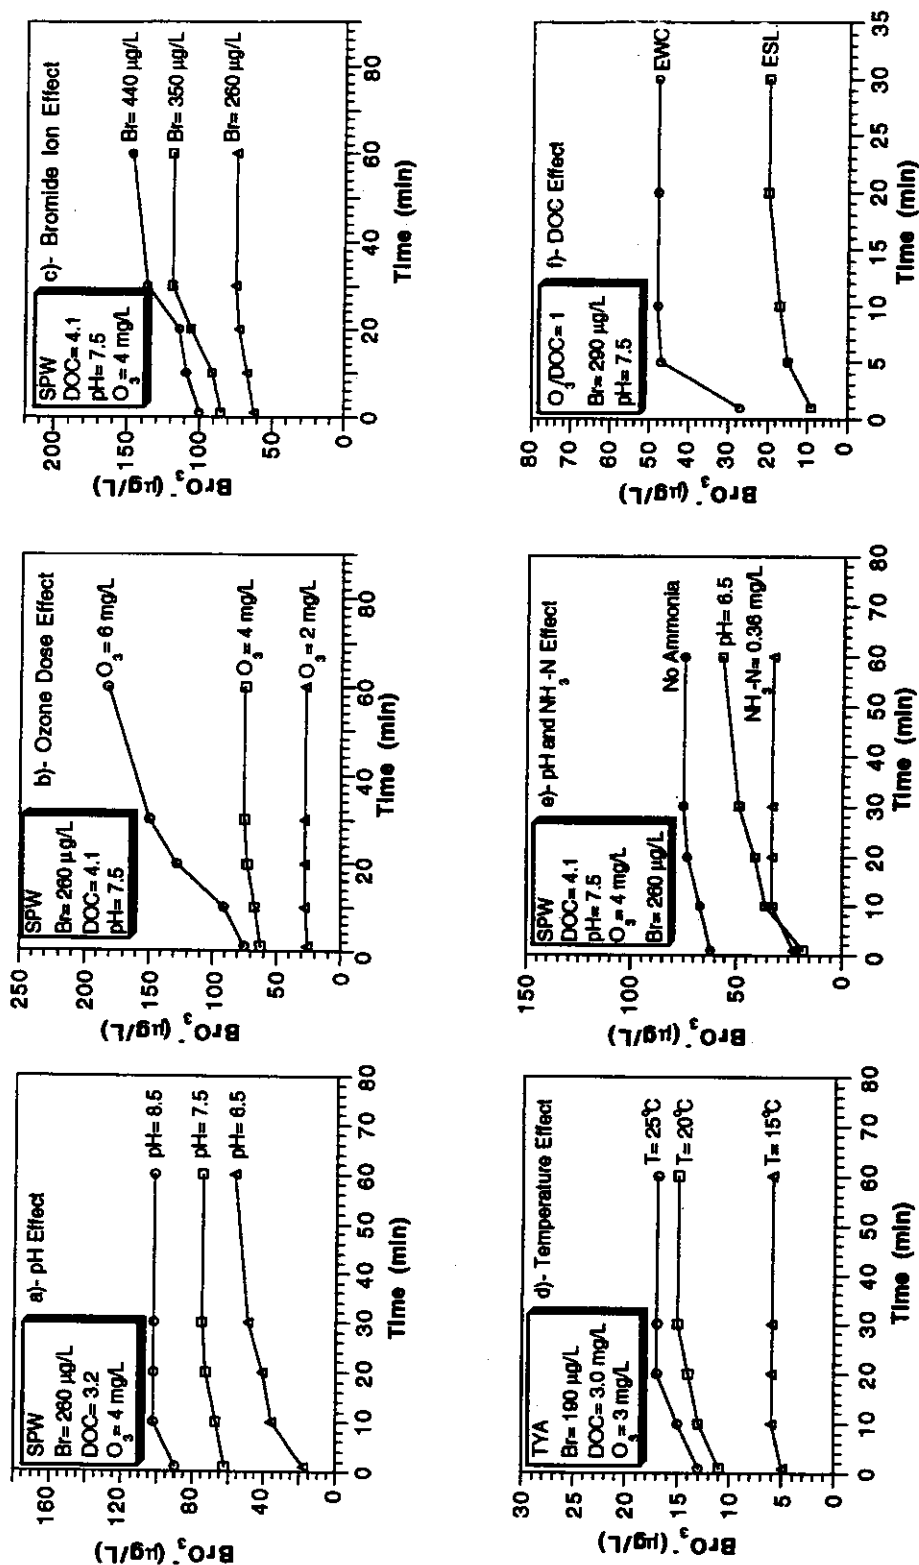 a)- pH Effect
SPW
Br= 260 µg/L
DOC= 3.2
O3 = 4 mg/L
pH= 8.5
pH= 7.5
pH= 6.5
BrO3- (µg/L)
160
120
80
40
0
0 10 20 30 40 50 60 70 80
Time (min)
b)- Ozone Dose Effect
SPW
Br= 260 µg/L
DOC= 4.1
pH= 7.5
O3 = 6 mg/L
O3 = 4 mg/L
O3 = 2 mg/L
BrO3- (µg/L)
250
200
150
100
50
0
0 20 40 60 80
Time (min)
c)- Bromide Ion Effect
SPW
DOC= 4.1
pH= 7.5
O3 = 4 mg/L
Br= 440 µg/L
Br= 350 µg/L
Br= 260 µg/L
BrO3- (µg/L)
200
150
100
50
0
0 20 40 60 80
Time (min)
d)- Temperature Effect
TYA
Br= 190 µg/L
DOC= 3.0 mg/L
O3 = 3 mg/L
T= 25°C
T= 20°C
T= 15°C
BrO3- (µg/L)
30
25
20
15
10
5
0
0 10 20 30 40 50 60 70 80
Time (min)
e)- pH and NH3-N Effect
SPW
DOC= 4.1
pH= 7.5
O3 = 4 mg/L
Br= 260 µg/L
No Ammonia
pH= 6.5
NH3-N= 0.36 mg/L
BrO3- (µg/L)
150
100
50
0
0 10 20 30 40 50 60 70 80
Time (min)
f)- DOC Effect
O3/DOC= 1
Br= 290 µg/L
pH= 7.5
EWC
ESL
BrO3- (µg/L)
80
70
60
50
40
30
20
10
0
0 5 10 15 20 25 30 35
Time (min)